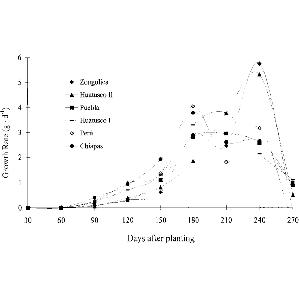 6
5
4
3
2
1
0
Growth Rate (g · d⁻¹)
Zongolica
Huatusco II
Puebla
Huatusco I
Perú
Chiapas
30 60 90 120 150 180 210 240 270
Days after planting